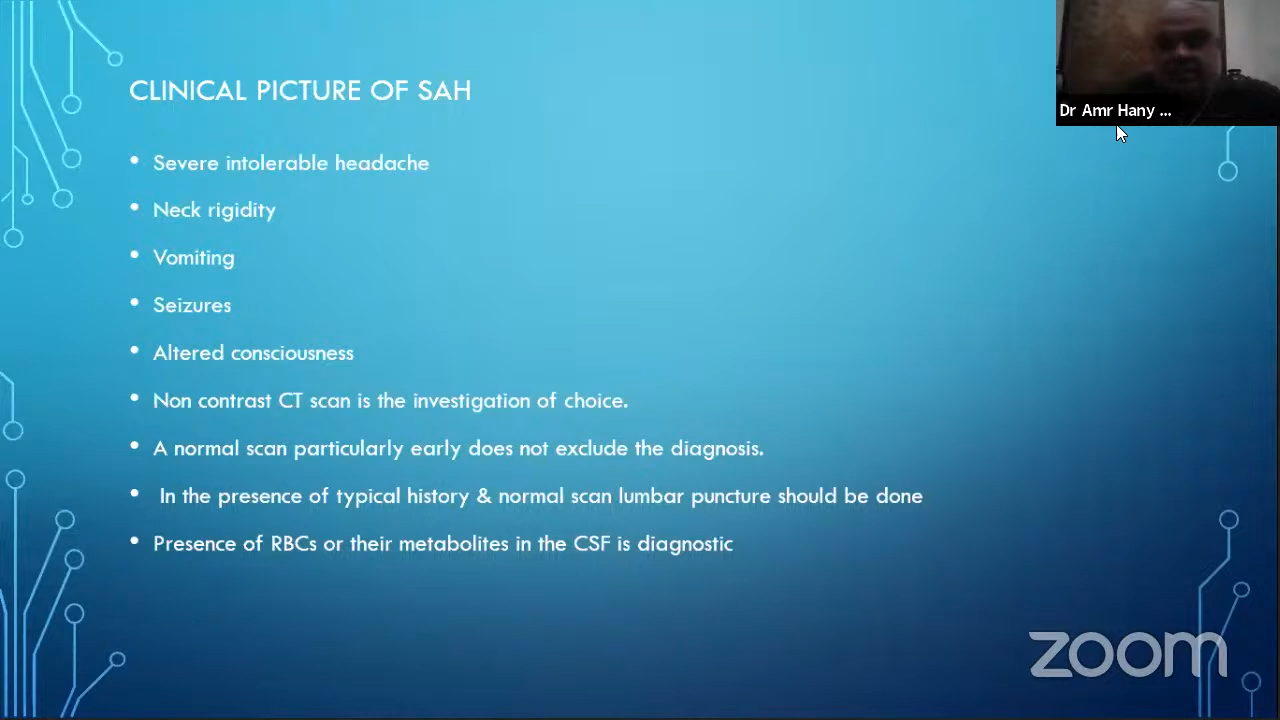 Dr Amr Hany ...
CLINICAL PICTURE OF SAH
• Severe intolerable headache
• Neck rigidity
• Vomiting
• Seizures
• Altered consciousness
• Non contrast CT scan is the investigation of choice.
• A normal scan particularly early does not exclude the diagnosis.
• In the presence of typical history & normal scan lumbar puncture should be done
• Presence of RBCs or their metabolites in the CSF is diagnostic
zoom